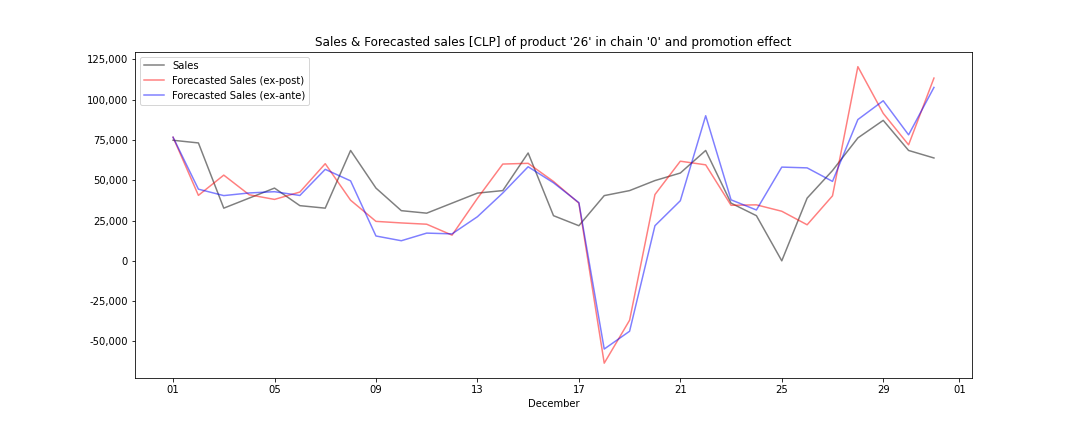 Sales & Forecasted sales [CLP] of product '26' in chain '0' and promotion effect
125,000
100,000
75,000
50,000
25,000
0
-25,000
-50,000
Sales
Forecasted Sales (ex-post)
Forecasted Sales (ex-ante)
01 05 09 13 17 21 25 29 01
December